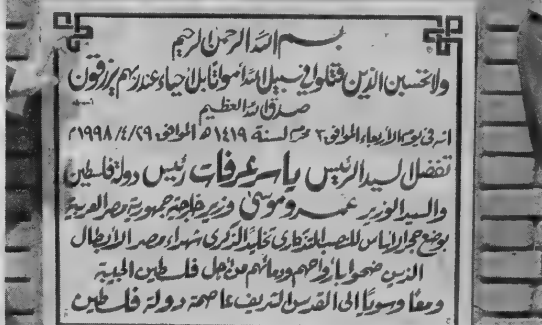 بسم الله الرحمن الرحيم
ولا تحسبن الذين قتلوا في سبيل الله أمواتا بل أحياء عند ربهم يرزقون
صدق الله العظيم
انه في يوم الأربعاء الموافق ٢ محرم لسنة ١٤١٩ هـ الموافق ١٩٩٨/٤/٢٩ م
تفضل السيد الرئيس ياسر عرفات رئيس دولة فلسطين
والسيد الوزير عمرو موسى وزير خارجية جمهورية مصر العربية
بوضع حجر الأساس للنصب التذكاري تخليدا لذكرى شهداء مصر الأبطال
الذين ضحوا بأرواحهم ودمائهم من أجل فلسطين الحبيبة
ومعا وسويا إلى القدس الشريف عاصمة دولة فلسطين